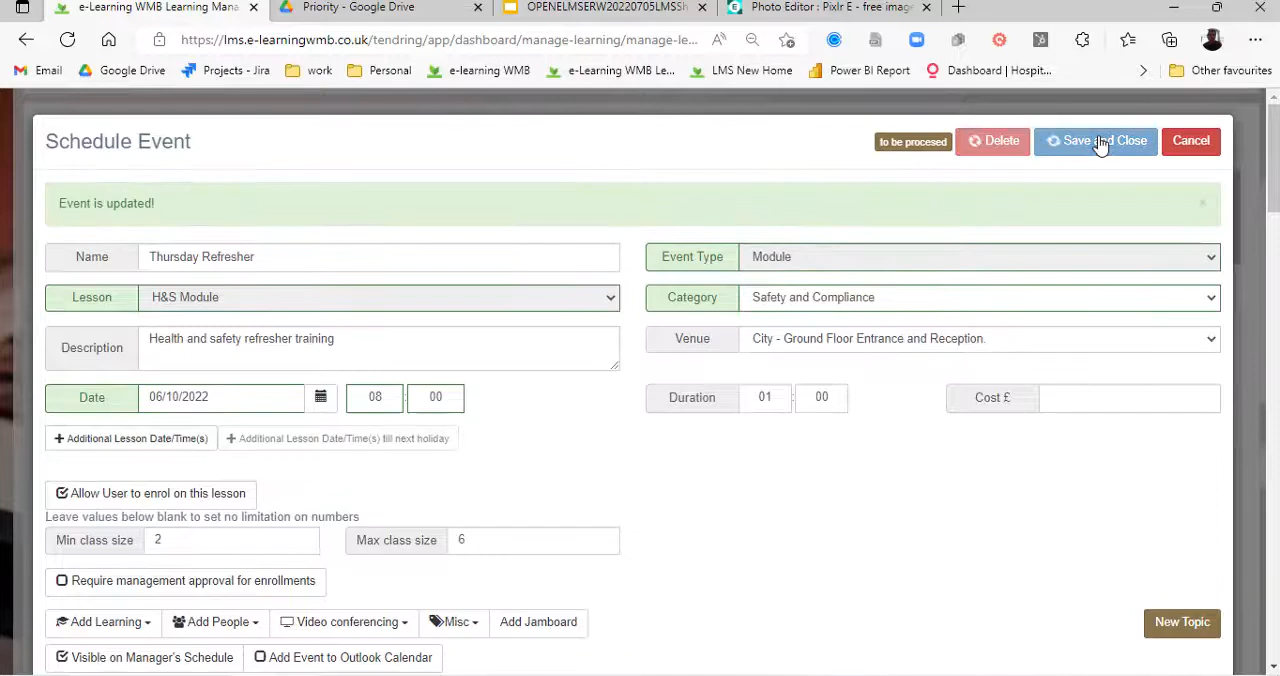 e-Learning WMB Learning Mana
Priority - Google Drive
OPENELMSERW20220705LMSSh
Photo Editor : Pixlr E - free image
https://lms.e-learningwmb.co.uk/tendring/app/dashboard/manage-learning/manage-le...
Email
Google Drive
Projects - Jira
work
Personal
e-learning WMB
e-Learning WMB Le...
LMS New Home
Power BI Report
Dashboard | Hospit...
Other favourites
Schedule Event
to be procesed
Delete
Save and Close
Cancel
Event is updated!
Name Thursday Refresher
Event Type Module
Lesson H&S Module
Category Safety and Compliance
Description Health and safety refresher training
Venue City - Ground Floor Entrance and Reception.
Date 06/10/2022 08 : 00
Duration 01 : 00
Cost £
+ Additional Lesson Date/Time(s)
+ Additional Lesson Date/Time(s) till next holiday
Allow User to enrol on this lesson
Leave values below blank to set no limitation on numbers
Min class size 2
Max class size 6
Require management approval for enrollments
Add Learning
Add People
Video conferencing
Misc
Add Jamboard
New Topic
Visible on Manager's Schedule
Add Event to Outlook Calendar